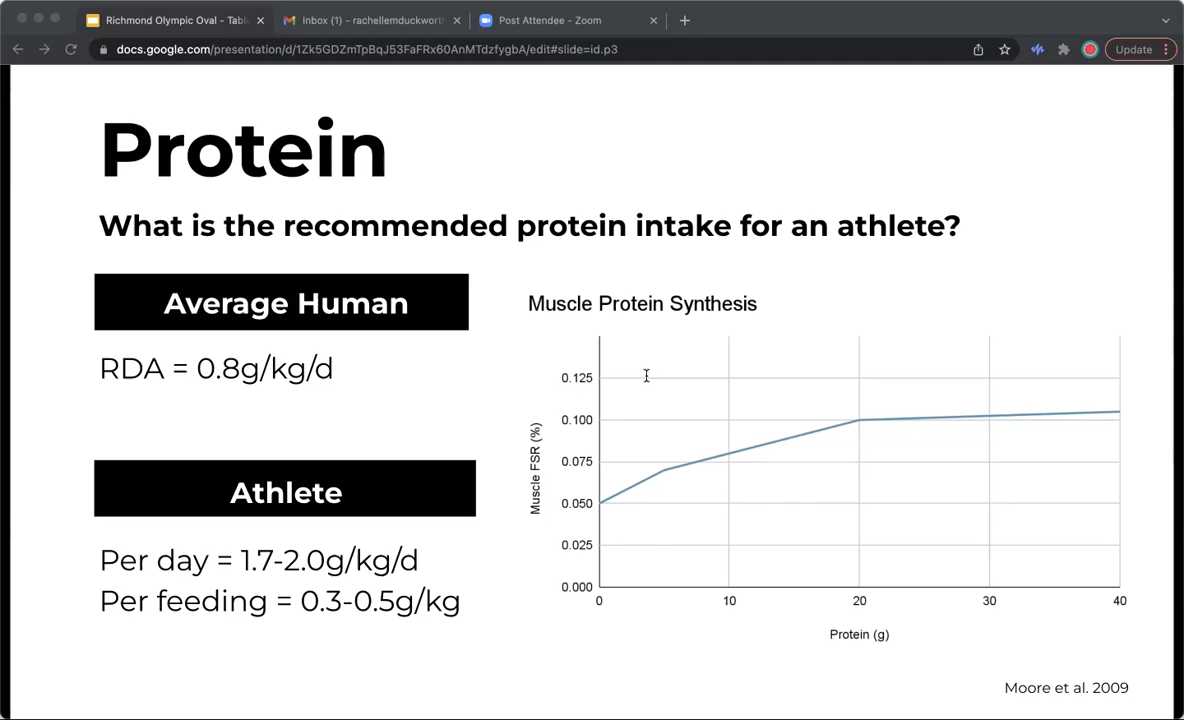 Richmond Olympic Oval - Tabl
Inbox (1) - rachellemduckwort
Post Attendee - Zoom
docs.google.com/presentation/d/1Zk5GDZmTpBqJ53FaFRx60AnMTdzfygbA/edit#slide=id.p3
Update
Protein
What is the recommended protein intake for an athlete?
Average Human
RDA = 0.8g/kg/d
Athlete
Per day = 1.7-2.0g/kg/d
Per feeding = 0.3-0.5g/kg
Muscle Protein Synthesis
Muscle FSR (%)
0.125
0.100
0.075
0.050
0.025
0.000
0 10 20 30 40
Protein (g)
Moore et al. 2009